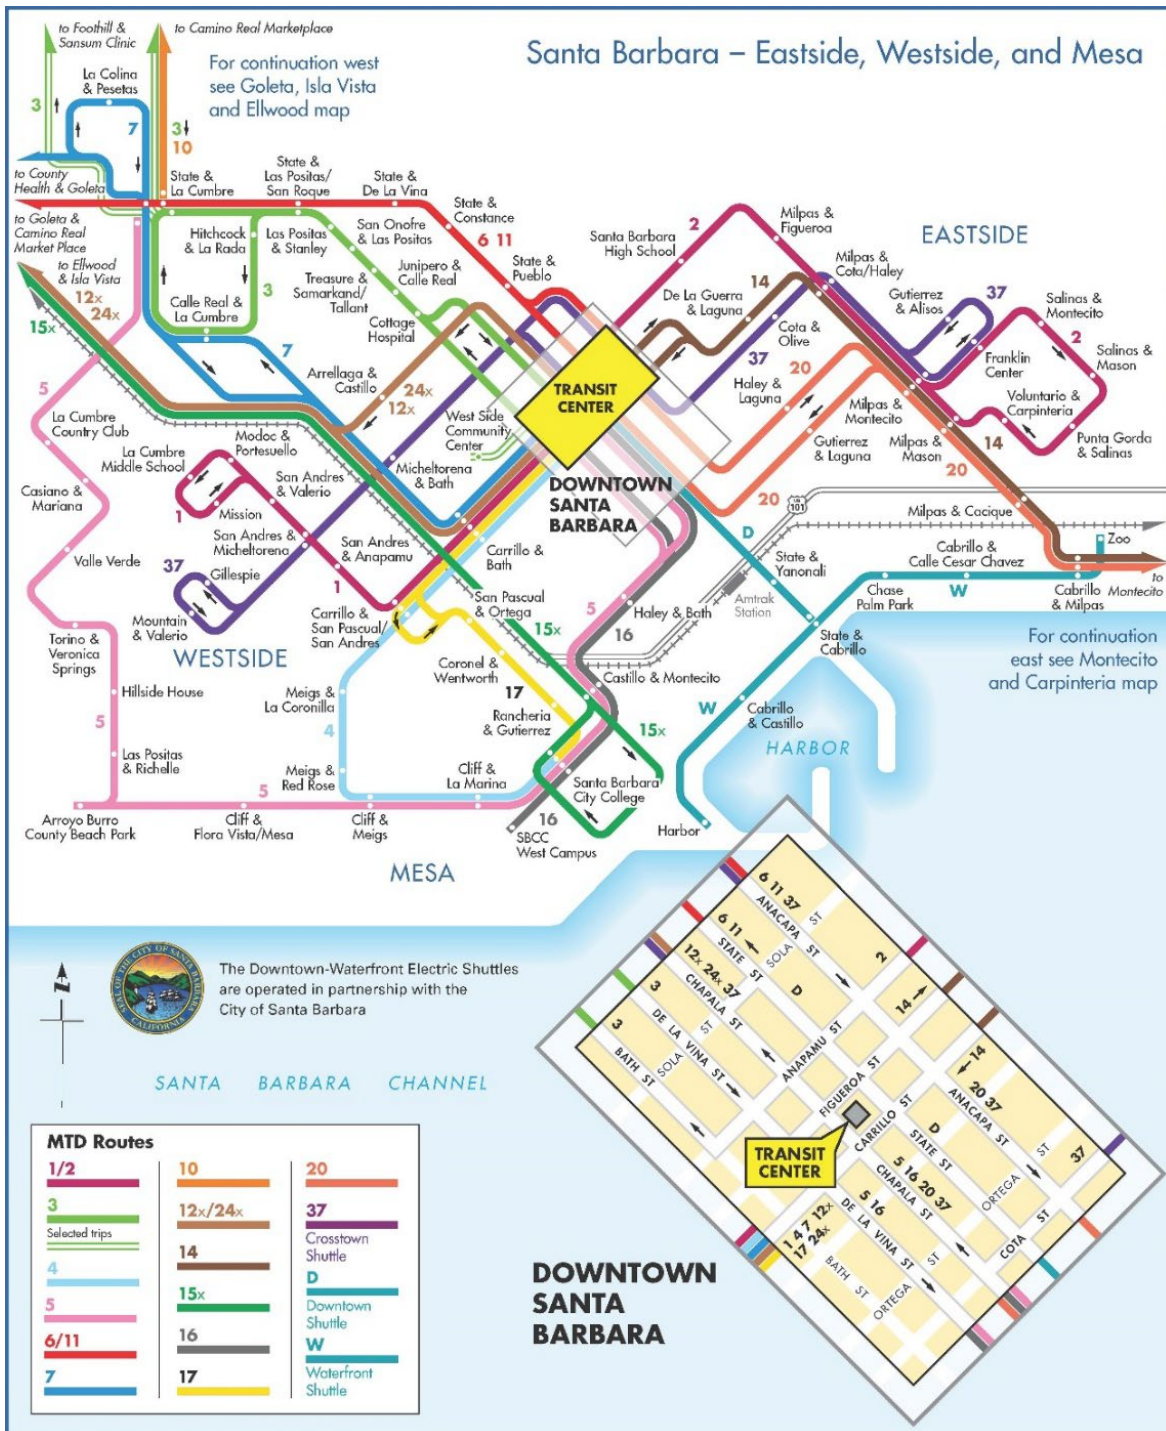 Santa Barbara – Eastside, Westside, and Mesa
to Foothill &
Sansum Clinic
to Camino Real Marketplace
For continuation west
see Goleta, Isla Vista
and Ellwood map
La Colina
& Pesetas
3
7
3
10
to County
Health & Goleta
to Goleta &
Camino Real
Market Place
to Ellwood
& Isla Vista
12x
24x
15x
State &
La Cumbre
State &
Las Positas/
San Roque
State &
De La Vina
State &
Constance
6 11
State &
Pueblo
Hitchcock
& La Rada
Las Positas
& Stanley
San Onofre
& Las Positas
Treasure &
Samarkand/
Tallant
Junipero &
Calle Real
Cottage
Hospital
Calle Real &
La Cumbre
3
7
Arrellaga &
Castillo
24x
12x
West Side
Community
Center
TRANSIT
CENTER
DOWNTOWN
SANTA
BARBARA
Santa Barbara
High School
2
Milpas &
Figueroa
EASTSIDE
Milpas &
Cota/Haley
De La Guerra
& Laguna
14
Gutierrez
& Alisos
37
Salinas &
Montecito
2
Salinas &
Mason
Cota &
Olive
37
20
Haley &
Laguna
Franklin
Center
Voluntario &
Carpinteria
Milpas &
Montecito
Gutierrez
& Laguna
Milpas &
Mason
14
20
Punta Gorda
& Salinas
20
US
101
Milpas & Cacique
D
State &
Yanonali
Amtrak
Station
Cabrillo &
Calle Cesar Chavez
Zoo
Chase
Palm Park
W
Cabrillo
& Milpas
to
Montecito
For continuation
east see Montecito
and Carpinteria map
State &
Cabrillo
W
Cabrillo
& Castillo
HARBOR
Harbor
5
La Cumbre
Country Club
La Cumbre
Middle School
Modoc &
Portesuello
San Andres
& Valerio
Micheltorena
& Bath
Casiano &
Mariana
1
Mission
San Andres &
Micheltorena
San Andres
& Anapamu
Carrillo &
Bath
Valle Verde
37
Gillespie
1
Mountain
& Valerio
WESTSIDE
Carrillo &
San Pascual/
San Andres
San Pascual
& Ortega
15x
5
16
Haley & Bath
Torino &
Veronica
Springs
Coronel &
Wentworth
Castillo & Montecito
Hillside House
Meigs &
La Coronilla
17
Rancheria
& Gutierrez
15x
5
4
Las Positas
& Richelle
Meigs &
Red Rose
Cliff &
La Marina
Santa Barbara
City College
5
Arroyo Burro
County Beach Park
Cliff &
Flora Vista/Mesa
Cliff &
Meigs
16
SBCC
West Campus
MESA
N
SEAL OF THE CITY OF SANTA BARBARA
CALIFORNIA
The Downtown-Waterfront Electric Shuttles
are operated in partnership with the
City of Santa Barbara
SANTA BARBARA CHANNEL
MTD Routes
1/2
3
Selected trips
4
5
6/11
7
10
12x/24x
14
15x
16
17
20
37
Crosstown
Shuttle
D
Downtown
Shuttle
W
Waterfront
Shuttle
6 11 37
ANACAPA ST
6 11
STATE ST
SOLA ST
12x 24x 37
CHAPALA ST
D
2
14
3
DE LA VINA ST
3
BATH ST
SOLA ST
ANAPAMU ST
FIGUEROA ST
CARRILLO ST
14
20 37
ANACAPA ST
D
STATE ST
37
TRANSIT
CENTER
5 16 20 37
CHAPALA ST
ORTEGA ST
5 16
DE LA VINA ST
COTA ST
1 4 7 12x
17 24x
BATH ST
ORTEGA ST
DOWNTOWN
SANTA
BARBARA